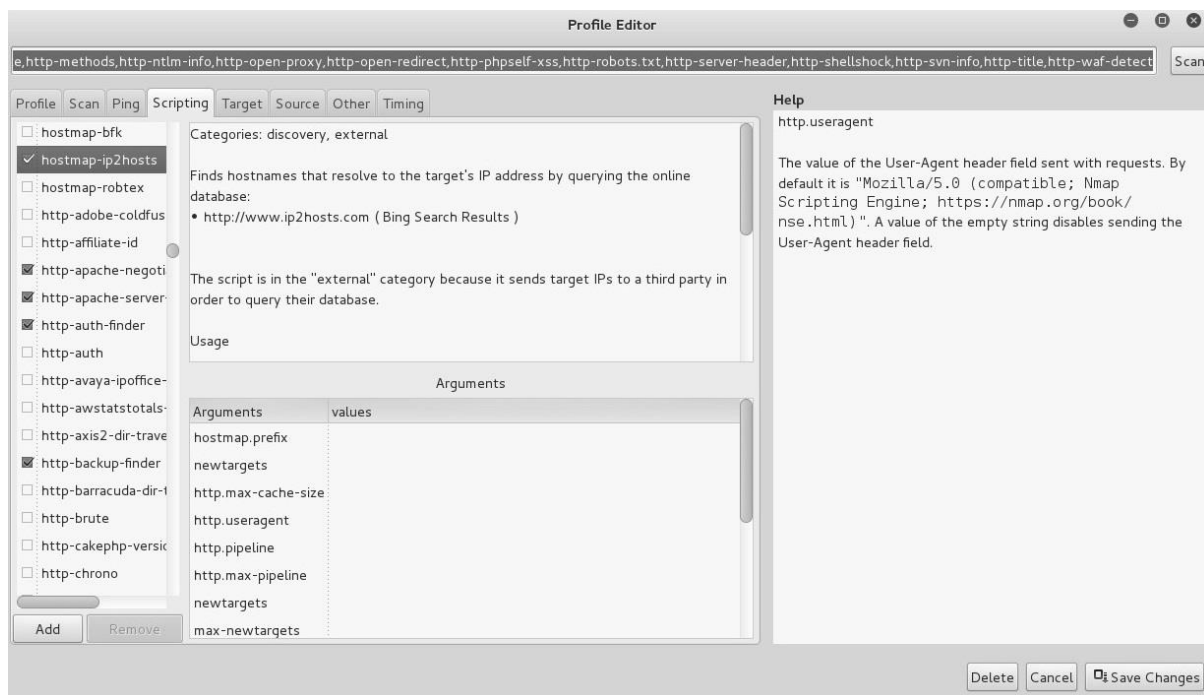 Profile Editor
e,http-methods,http-ntlm-info,http-open-proxy,http-open-redirect,http-phpself-xss,http-robots.txt,http-server-header,http-shellshock,http-svn-info,http-title,http-waf-detect
Scan
Profile Scan Ping Scripting Target Source Other Timing
hostmap-bfk
hostmap-ip2hosts
hostmap-robtex
http-adobe-coldfus
http-affiliate-id
http-apache-negoti
http-apache-server-
http-auth-finder
http-auth
http-avaya-ipoffice-
http-awstatstotals-
http-axis2-dir-trave
http-backup-finder
http-barracuda-dir-t
http-brute
http-cakephp-versic
http-chrono
Add Remove
Categories: discovery, external
Finds hostnames that resolve to the target's IP address by querying the online
database:
• http://www.ip2hosts.com ( Bing Search Results )
The script is in the "external" category because it sends target IPs to a third party in
order to query their database.
Usage
Arguments
Arguments values
hostmap.prefix
newtargets
http.max-cache-size
http.useragent
http.pipeline
http.max-pipeline
newtargets
max-newtargets
Help
http.useragent
The value of the User-Agent header field sent with requests. By
default it is "Mozilla/5.0 (compatible; Nmap
Scripting Engine; https://nmap.org/book/
nse.html)". A value of the empty string disables sending the
User-Agent header field.
Delete Cancel Save Changes